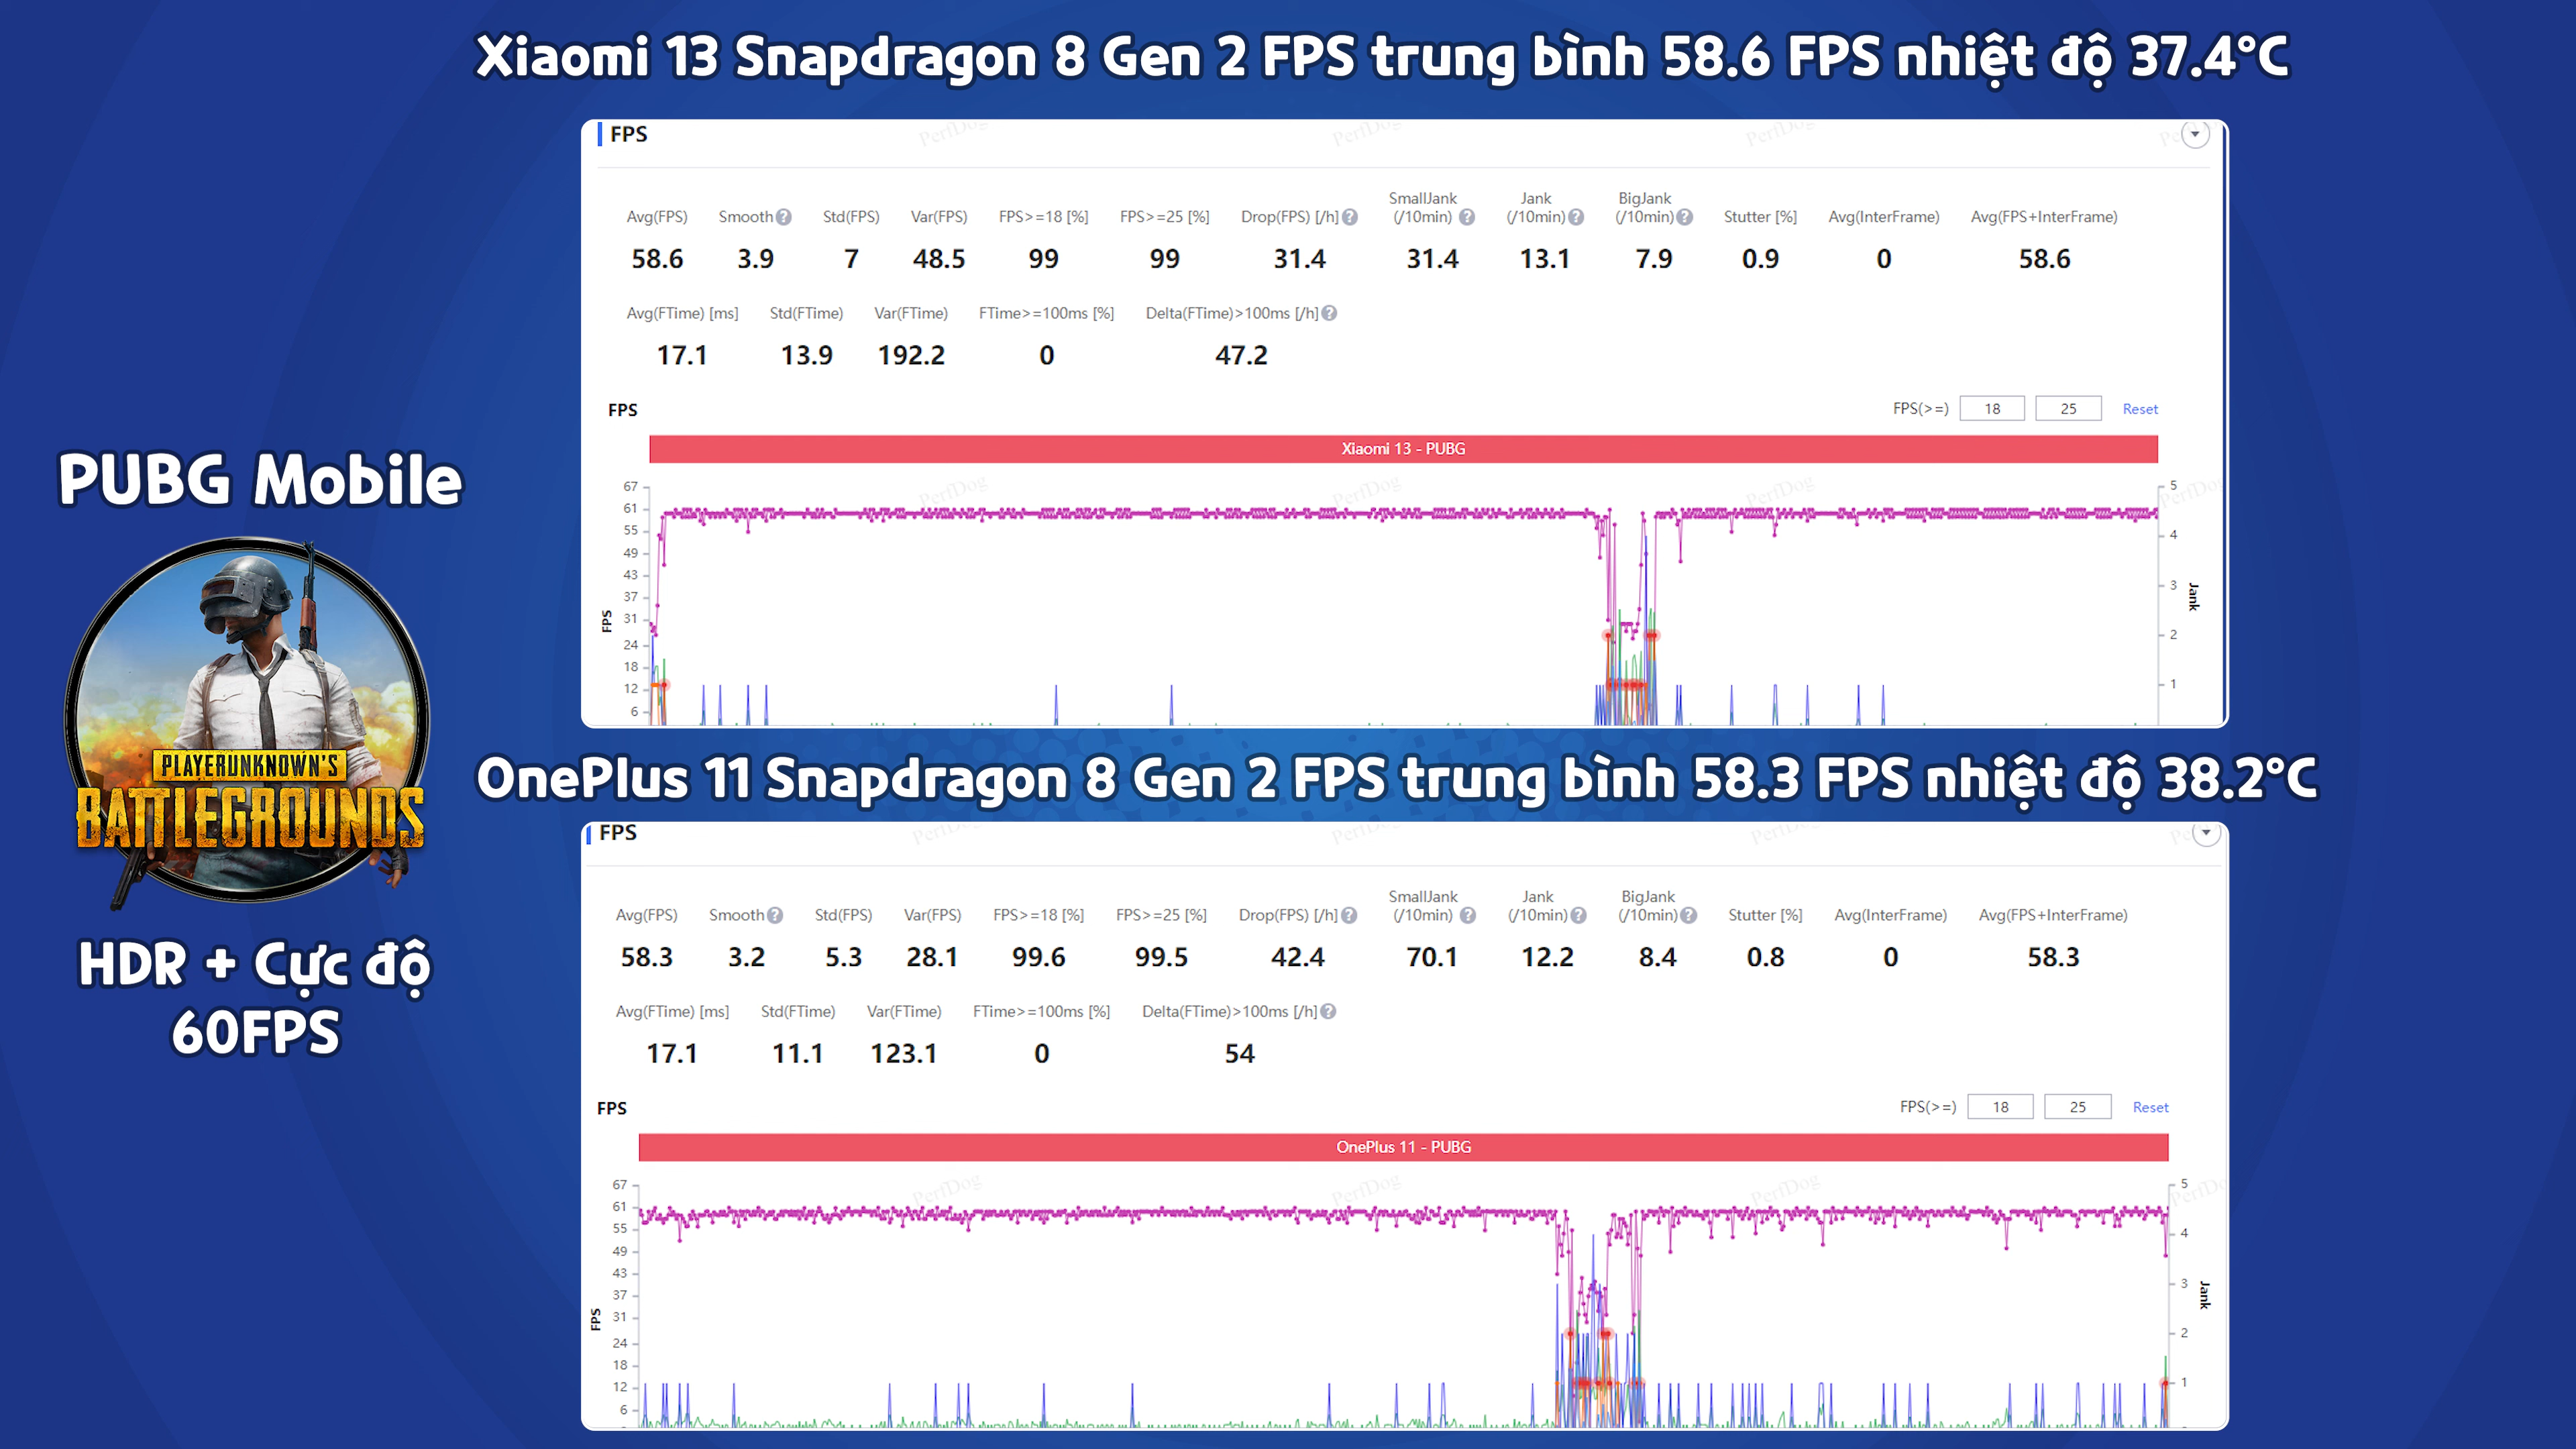 Xiaomi 13 Snapdragon 8 Gen 2 FPS trung bình 58.6 FPS nhiệt độ 37.4°C
FPS
PerfDog PerfDog PerfDog
Avg(FPS) Smooth Std(FPS) Var(FPS) FPS>=18 [%] FPS>=25 [%] Drop(FPS) [/h] SmallJank (/10min) Jank (/10min) BigJank (/10min) Stutter [%] Avg(InterFrame) Avg(FPS+InterFrame)
58.6 3.9 7 48.5 99 99 31.4 31.4 13.1 7.9 0.9 0 58.6
Avg(FTime) [ms] Std(FTime) Var(FTime) FTime>=100ms [%] Delta(FTime)>100ms [/h]
17.1 13.9 192.2 0 47.2
FPS
FPS(>=) 18 25 Reset
Xiaomi 13 - PUBG
PerfDog PerfDog PerfDog
67 5
61
55 4
49
43 3
37
31
24 2
18
12 1
6
FPS
Jank
PUBG Mobile
PLAYERUNKNOWN'S
BATTLEGROUNDS
HDR + Cực độ
60FPS
OnePlus 11 Snapdragon 8 Gen 2 FPS trung bình 58.3 FPS nhiệt độ 38.2°C
FPS
Avg(FPS) Smooth Std(FPS) Var(FPS) FPS>=18 [%] FPS>=25 [%] Drop(FPS) [/h] SmallJank (/10min) Jank (/10min) BigJank (/10min) Stutter [%] Avg(InterFrame) Avg(FPS+InterFrame)
58.3 3.2 5.3 28.1 99.6 99.5 42.4 70.1 12.2 8.4 0.8 0 58.3
Avg(FTime) [ms] Std(FTime) Var(FTime) FTime>=100ms [%] Delta(FTime)>100ms [/h]
17.1 11.1 123.1 0 54
FPS
FPS(>=) 18 25 Reset
OnePlus 11 - PUBG
PerfDog PerfDog PerfDog
67 5
61
55 4
49
43 3
37
31
24 2
18
12 1
6
FPS
Jank